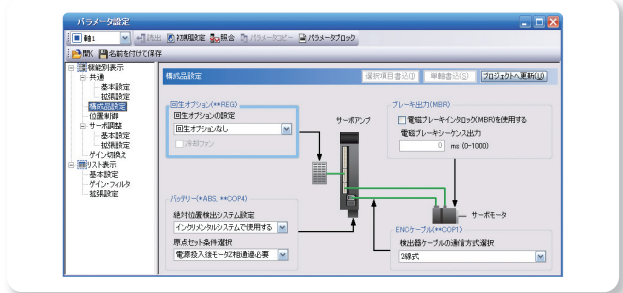 パラメータ設定
軸1
読出 初期設定 照合 パラメータコピー パラメータブロック
開く 名前を付けて保存
機能別表示
共通
基本設定
拡張設定
構成品設定
位置制御
サーボ調整
基本設定
拡張設定
ゲイン切換え
リスト表示
基本設定
ゲイン・フィルタ
拡張設定
構成品設定
選択項目書込(I) 単軸書込(S) プロジェクトへ更新(U)
回生オプション(**REG)
回生オプションの設定
回生オプションなし
冷却ファン
サーボアンプ
ブレーキ出力(MBR)
電磁ブレーキインタロック(MBR)を使用する
電磁ブレーキシーケンス出力
0 ms (0-1000)
バッテリー(*ABS, **COP4)
絶対位置検出システム設定
インクリメンタルシステムで使用する
原点セット条件選択
電源投入後モータZ相通過必要
サーボモータ
ENCケーブル(**COP1)
検出器ケーブルの通信方式選択
2線式